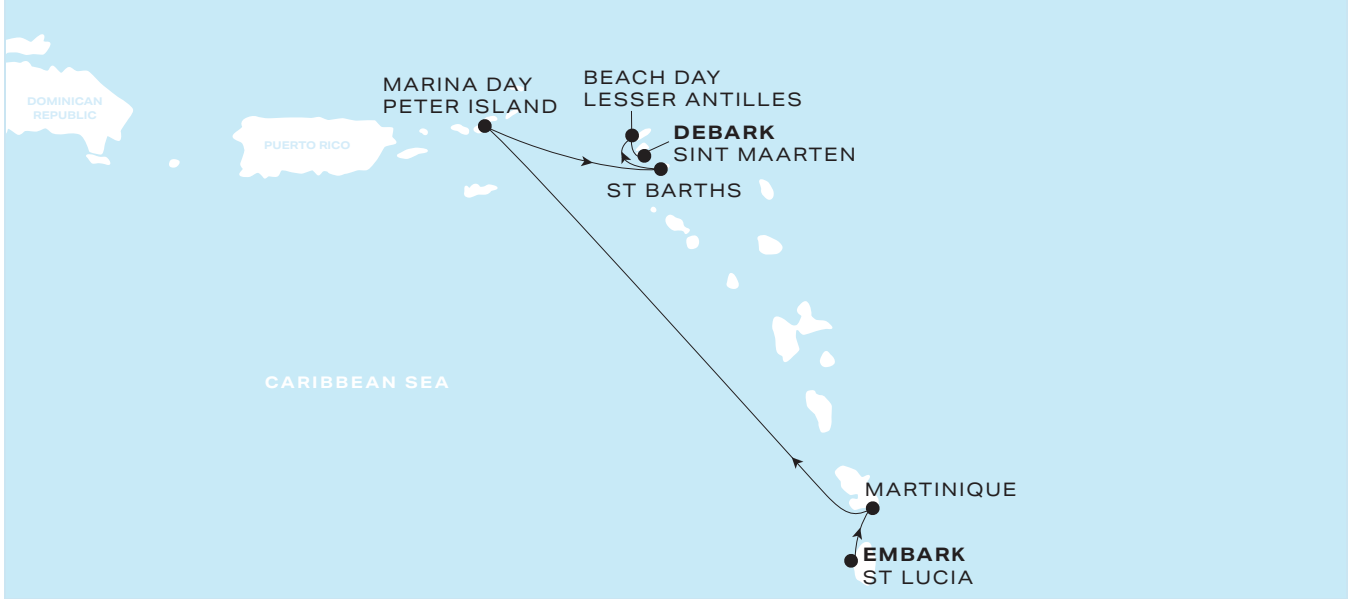 MARINA DAY
PETER ISLAND
BEACH DAY
LESSER ANTILLES
DOMINICAN
REPUBLIC
DEBARK
SINT MAARTEN
PUERTO RICO
ST BARTHS
CARIBBEAN SEA
MARTINIQUE
EMBARK
ST LUCIA